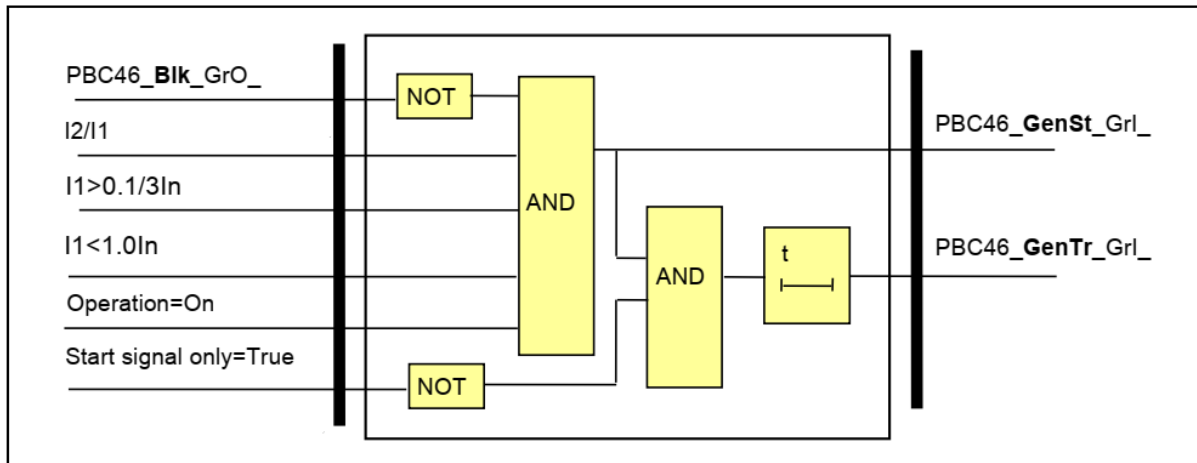 PBC46_Blk_GrO_
NOT
I2/I1
I1>0.1/3In
AND
I1<1.0In
Operation=On
Start signal only=True
NOT
AND
t
PBC46_GenSt_GrI_
PBC46_GenTr_GrI_